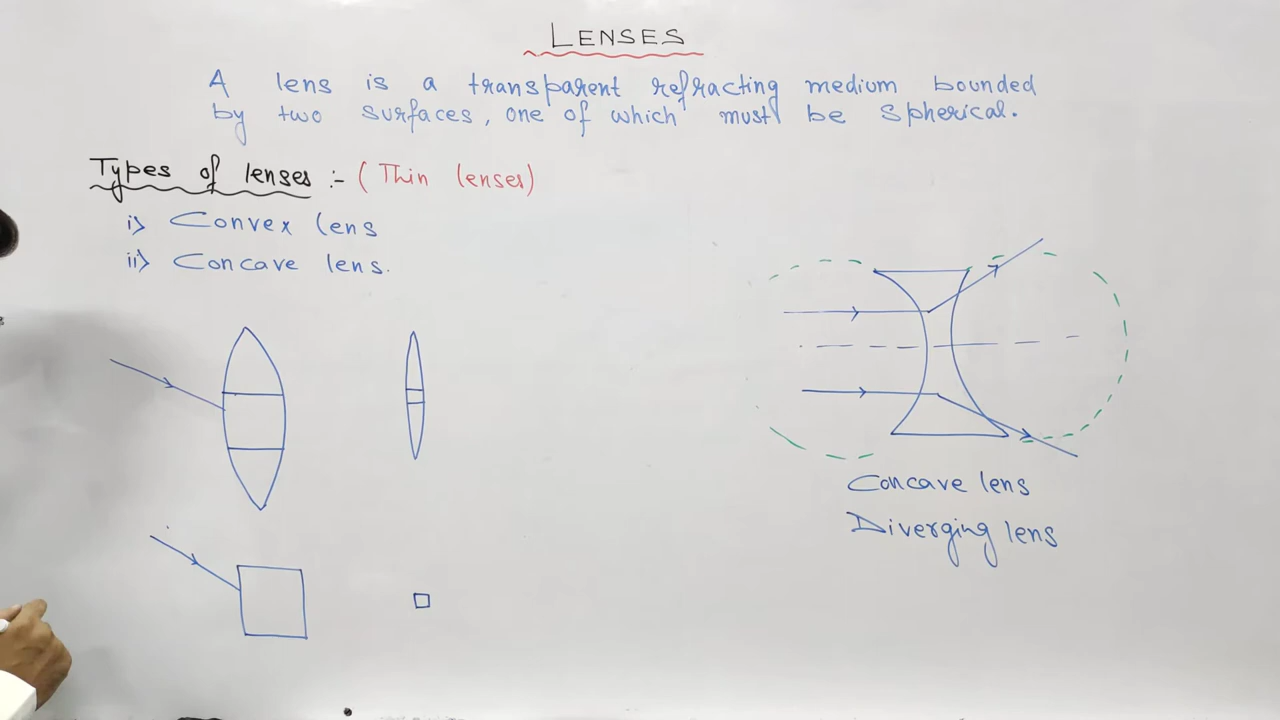 LENSES
A lens is a transparent refracting medium bounded
by two surfaces, one of which must be spherical.
Types of lenses :- (Thin lenses)
i) Convex lens
ii) Concave lens.
Concave lens
Diverging lens